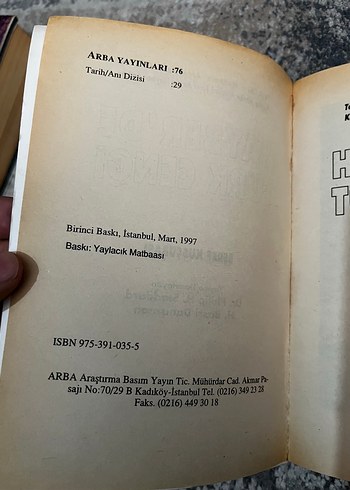 ARBA YAYINLARI :76
Tarih/Anı Dizisi :29
Birinci Baskı, İstanbul, Mart, 1997
Baskı: Yaylacık Matbaası
ISBN 975-391-035-5
ARBA Araştırma Basım Yayın Tic. Mühürdar Cad. Akmar Pa-
sajı No:70/29 B Kadıköy-İstanbul Tel. (0216) 349 23 28
Faks. (0216) 449 30 18
H
T